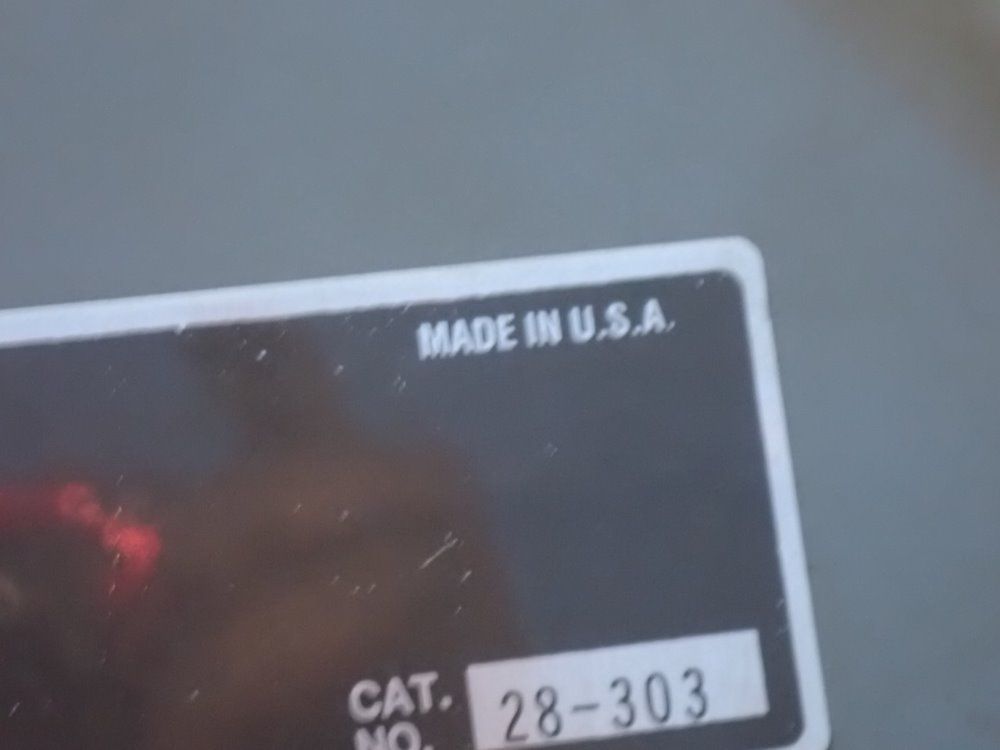 MADE IN U.S.A.
CAT. 28-303
NO.